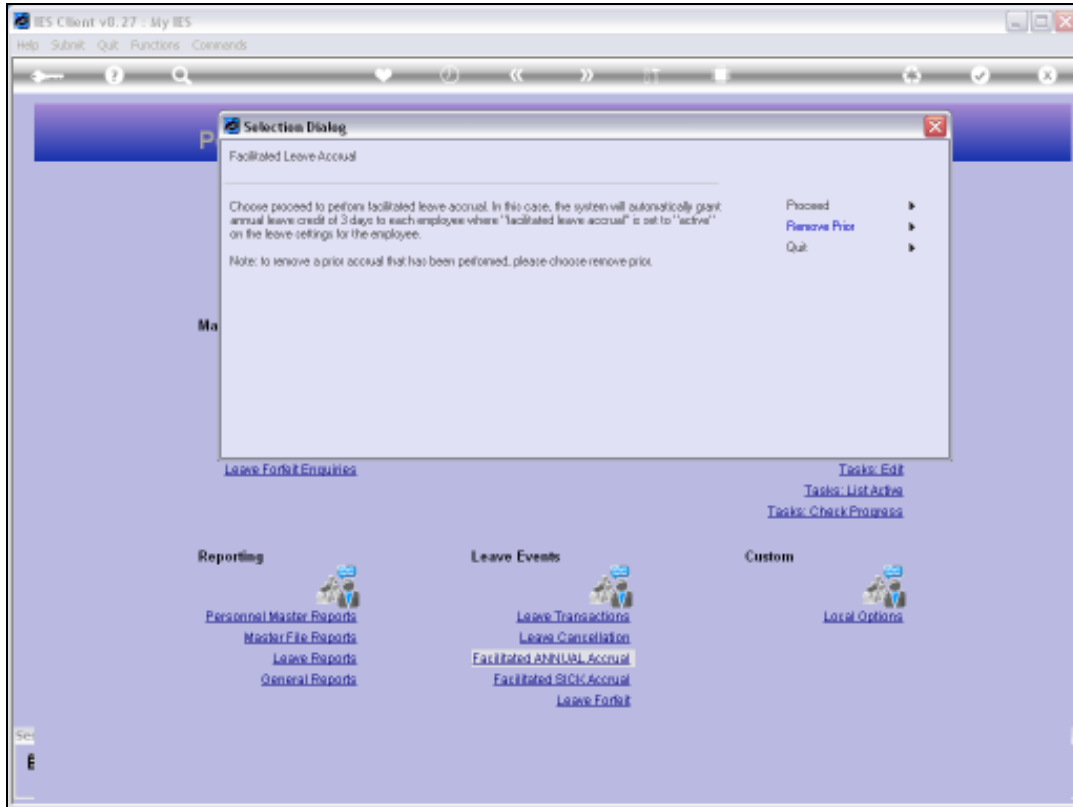 IES Client v8.27 : My IES
Help Submit Quit Functions Commands
P
Selection Dialog
Facilitated Leave Accrual
Choose proceed to perform facilitated leave accrual. In this case, the system will automatically grant
annual leave credit of 3 days to each employee where "facilitated leave accrual" is set to "active"
on the leave settings for the employee.
Note: to remove a prior accrual that has been performed, please choose remove prior.
Proceed
Remove Prior
Quit
Ma
Leave Forfeit Enquiries
Tasks: Edit
Tasks: List Active
Tasks: Check Progress
Reporting
Personnel Master Reports
Master File Reports
Leave Reports
General Reports
Leave Events
Leave Transactions
Leave Cancellation
Facilitated ANNUAL Accrual
Facilitated SICK Accrual
Leave Forfeit
Custom
Local Options
Se